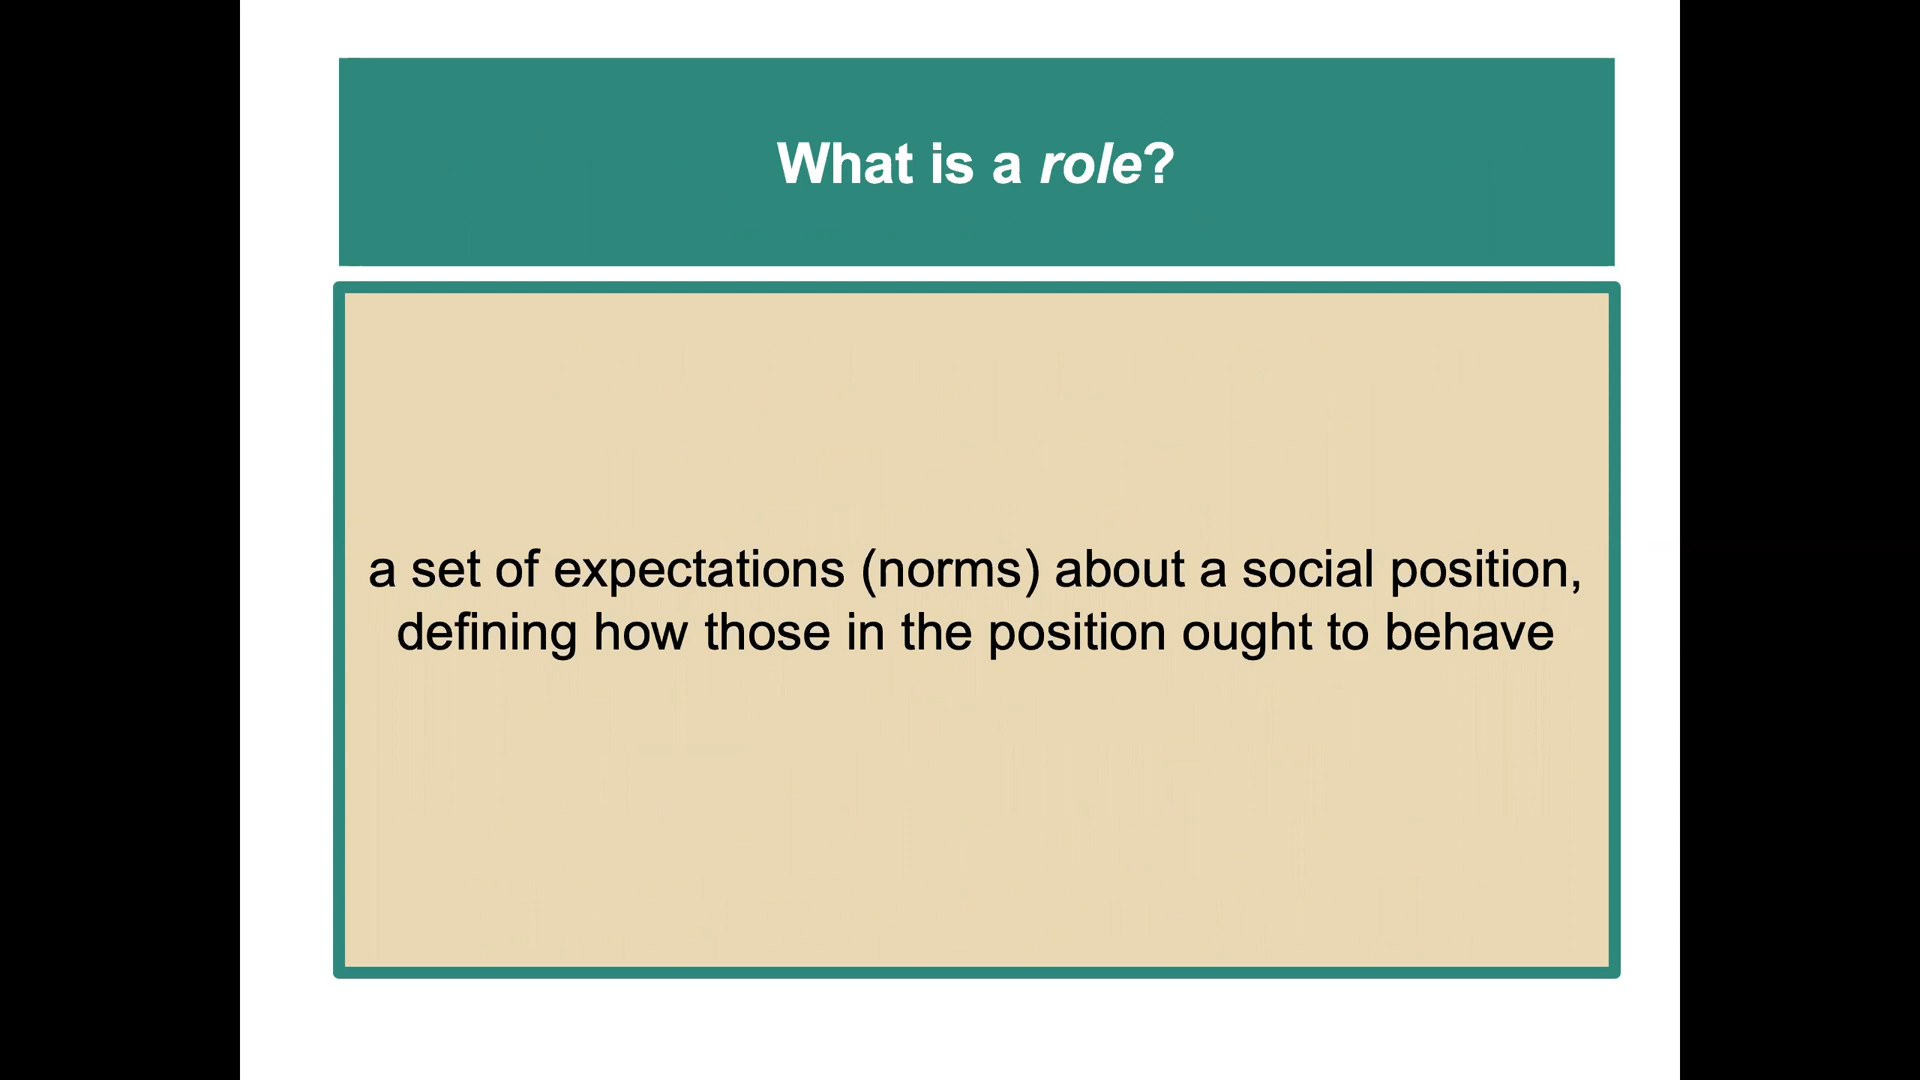 What is a role?
a set of expectations (norms) about a social position,
defining how those in the position ought to behave